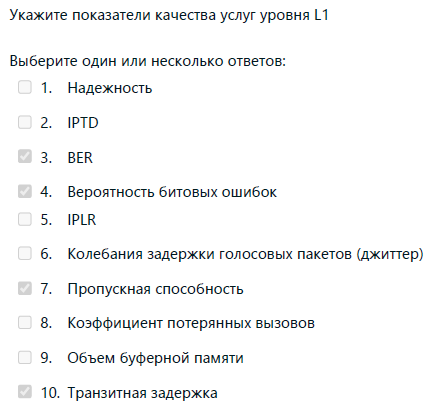 Укажите показатели качества услуг уровня L1
Выберите один или несколько ответов:
1. Надежность
2. IPTD
3. BER
4. Вероятность битовых ошибок
5. IPLR
6. Колебания задержки голосовых пакетов (джиттер)
7. Пропускная способность
8. Коэффициент потерянных вызовов
9. Объем буферной памяти
10. Транзитная задержка